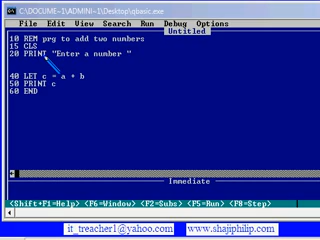 C:\DOCUME~1\ADMINI~1\Desktop\qbasic.exe
File Edit View Search Run Debug Options
Untitled
10 REM prg to add two numbers
15 CLS
20 PRINT "Enter a number "
40 LET c = a + b
50 PRINT c
60 END
Immediate
<Shift+F1=Help> <F6=Window> <F2=Subs> <F5=Run> <F8=Step>
it_teacher1@yahoo.com www.shajiphilip.com